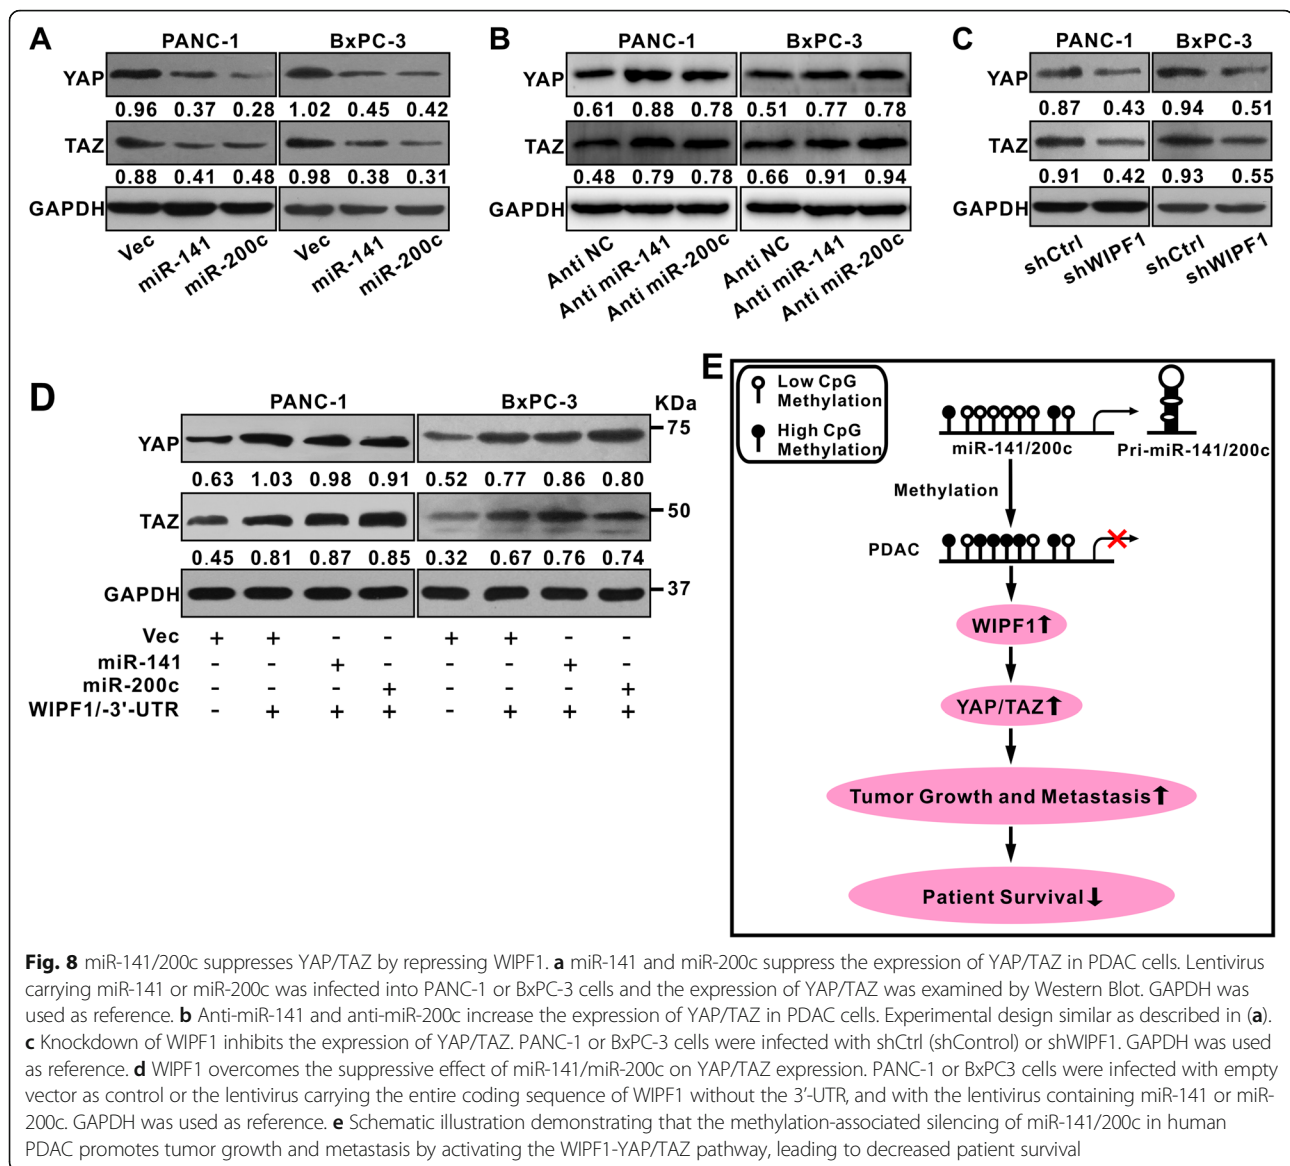 A
PANC-1 BxPC-3
YAP
0.96 0.37 0.28 1.02 0.45 0.42
TAZ
0.88 0.41 0.48 0.98 0.38 0.31
GAPDH
Vec miR-141 miR-200c Vec miR-141 miR-200c
B
PANC-1 BxPC-3
YAP
0.61 0.88 0.78 0.51 0.77 0.78
TAZ
0.48 0.79 0.78 0.66 0.91 0.94
GAPDH
Anti NC Anti miR-141 Anti miR-200c Anti NC Anti miR-141 Anti miR-200c
C
PANC-1 BxPC-3
YAP
0.87 0.43 0.94 0.51
TAZ
0.91 0.42 0.93 0.55
GAPDH
shCtrl shWIPF1 shCtrl shWIPF1
D
PANC-1 BxPC-3 KDa
YAP 75
0.63 1.03 0.98 0.91 0.52 0.77 0.86 0.80
TAZ 50
0.45 0.81 0.87 0.85 0.32 0.67 0.76 0.74
GAPDH 37
Vec + + - - + + - -
miR-141 - - + - - - + -
miR-200c - - - + - - - +
WIPF1/-3'-UTR - + + + - + + +
E
Low CpG
Methylation
High CpG
Methylation
miR-141/200c
Pri-miR-141/200c
Methylation
PDAC
WIPF1⬆
YAP/TAZ⬆
Tumor Growth and Metastasis⬆
Patient Survival⬇
Fig. 8 miR-141/200c suppresses YAP/TAZ by repressing WIPF1. a miR-141 and miR-200c suppress the expression of YAP/TAZ in PDAC cells. Lentivirus
carrying miR-141 or miR-200c was infected into PANC-1 or BxPC-3 cells and the expression of YAP/TAZ was examined by Western Blot. GAPDH was
used as reference. b Anti-miR-141 and anti-miR-200c increase the expression of YAP/TAZ in PDAC cells. Experimental design similar as described in (a).
c Knockdown of WIPF1 inhibits the expression of YAP/TAZ. PANC-1 or BxPC-3 cells were infected with shCtrl (shControl) or shWIPF1. GAPDH was used
as reference. d WIPF1 overcomes the suppressive effect of miR-141/miR-200c on YAP/TAZ expression. PANC-1 or BxPC3 cells were infected with empty
vector as control or the lentivirus carrying the entire coding sequence of WIPF1 without the 3’-UTR, and with the lentivirus containing miR-141 or miR-
200c. GAPDH was used as reference. e Schematic illustration demonstrating that the methylation-associated silencing of miR-141/200c in human
PDAC promotes tumor growth and metastasis by activating the WIPF1-YAP/TAZ pathway, leading to decreased patient survival